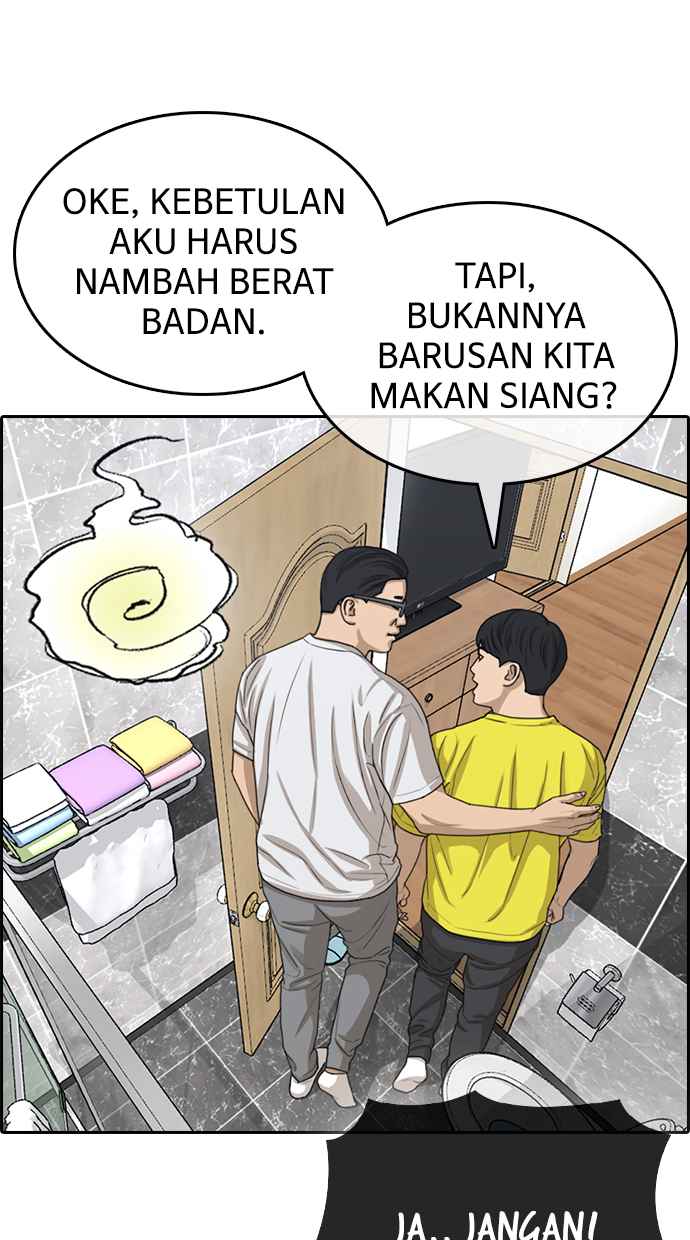 OKE, KEBETULAN
AKU HARUS
NAMBAH BERAT
BADAN.
TAPI,
BUKANNYA
BARUSAN KITA
MAKAN SIANG?
JA.. JANGAN!